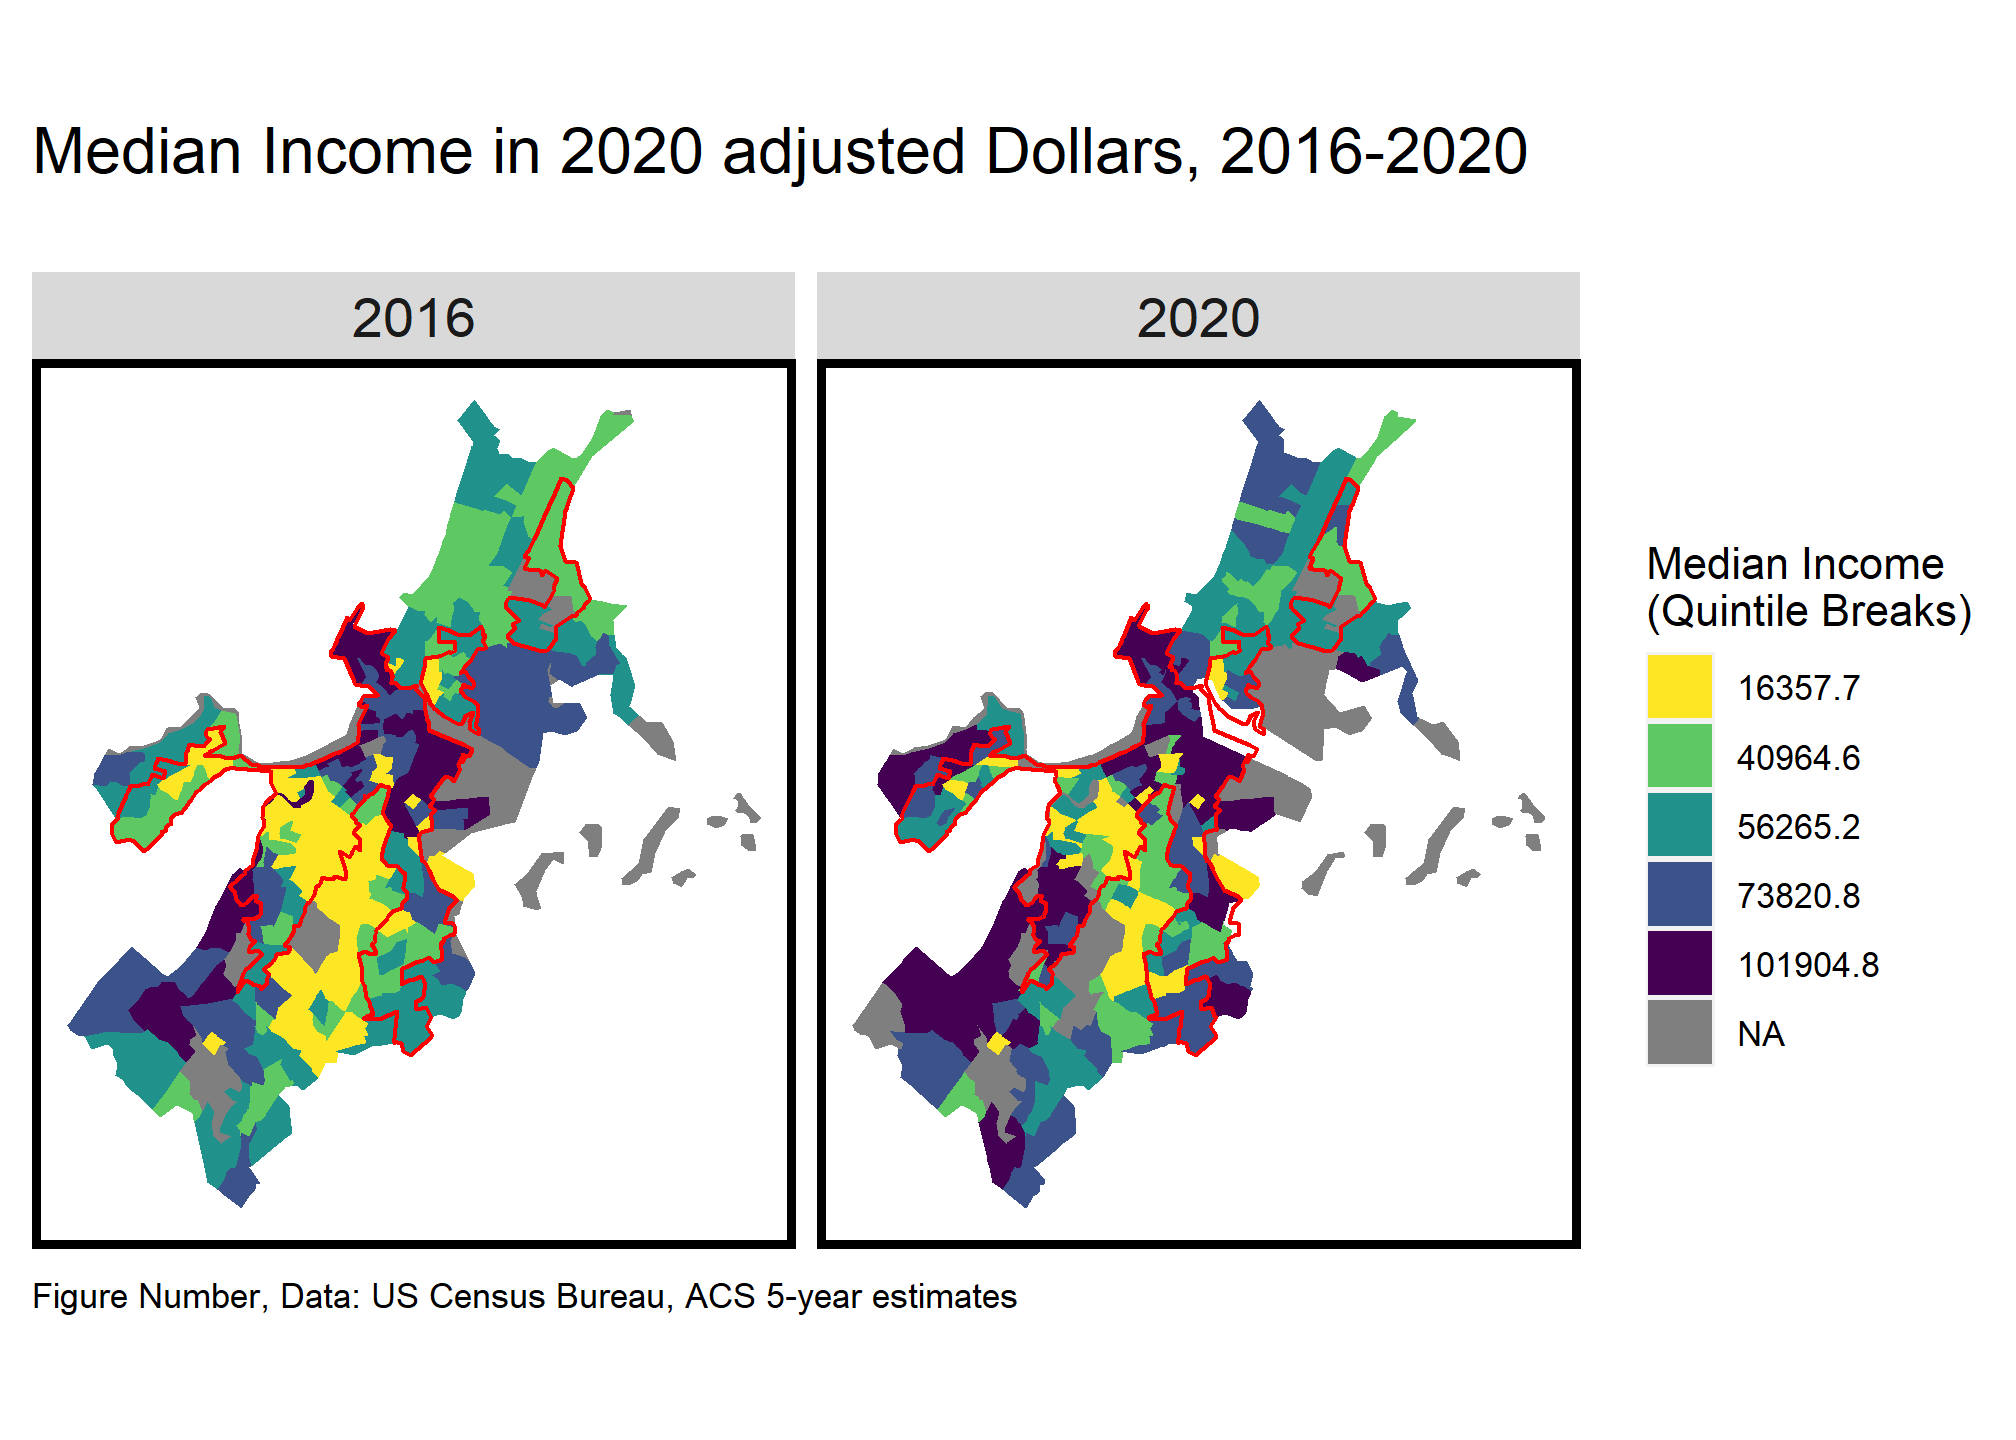 Median Income in 2020 adjusted Dollars, 2016-2020
2016
2020
Median Income
(Quintile Breaks)
16357.7
40964.6
56265.2
73820.8
101904.8
NA
Figure Number, Data: US Census Bureau, ACS 5-year estimates